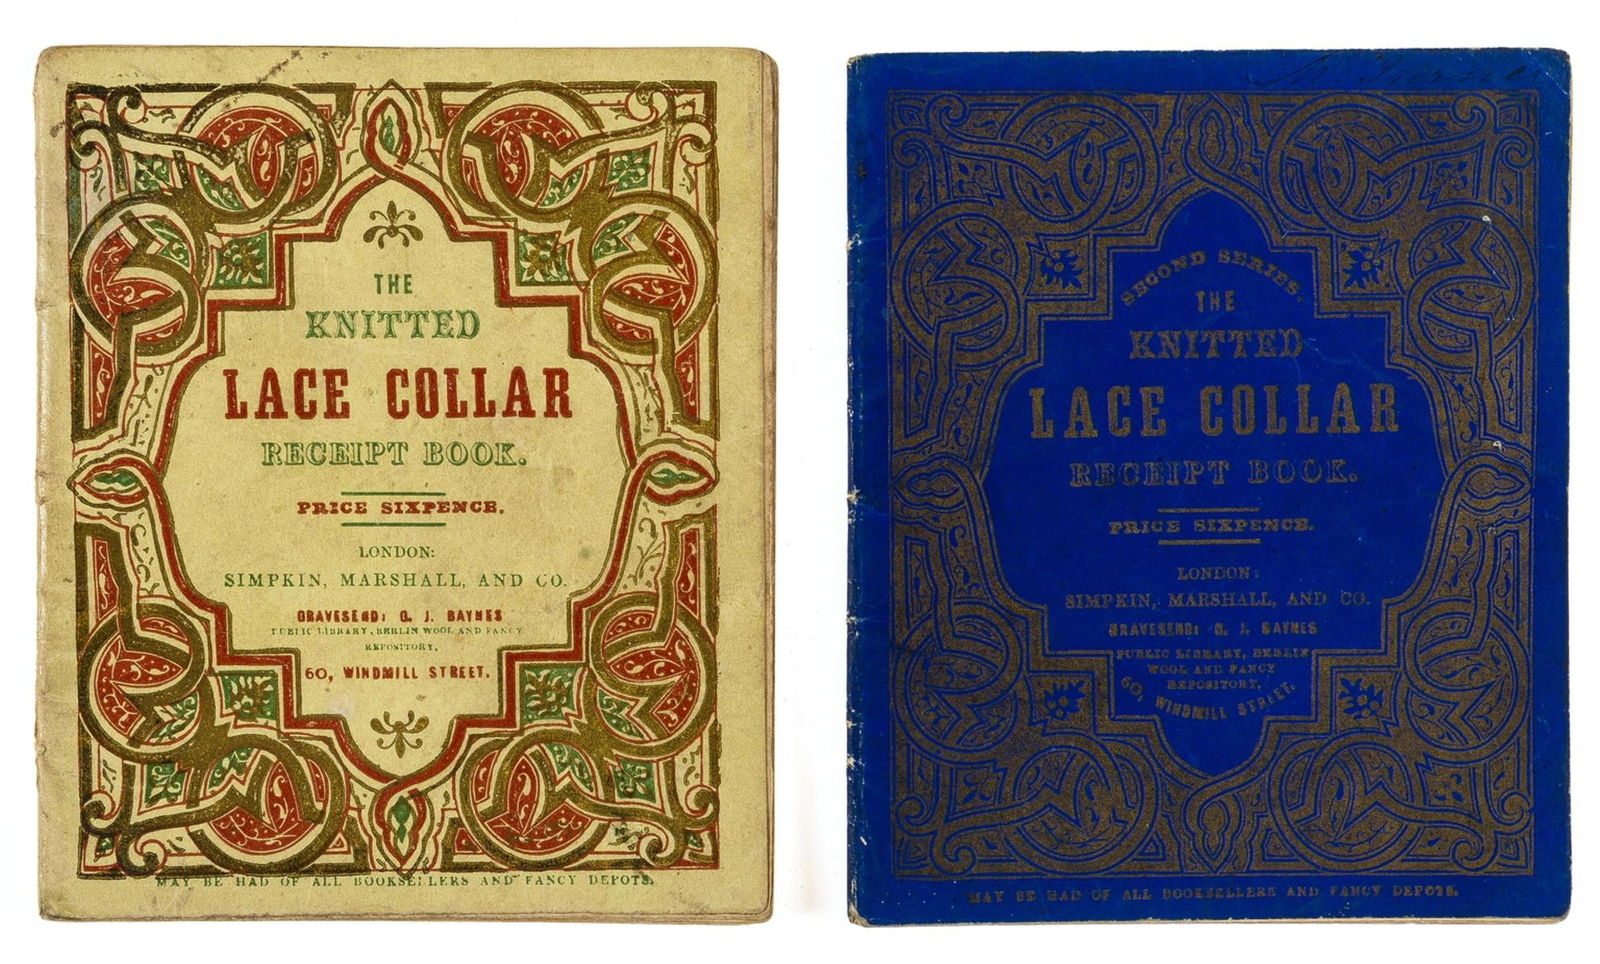 THE
KNITTED
LACE COLLAR
RECEIPT BOOK.
PRICE SIXPENCE.
LONDON:
SIMPKIN, MARSHALL, AND CO.
GRAVESEND: G. J. BAYNES
PUBLIC LIBRARY, BERLIN WOOL AND FANCY
REPOSITORY,
60, WINDMILL STREET.
MAY BE HAD OF ALL BOOKSELLERS AND FANCY DEPOTS.
SECOND SERIES.
THE
KNITTED
LACE COLLAR
RECEIPT BOOK.
PRICE SIXPENCE.
LONDON:
SIMPKIN, MARSHALL, AND CO.
GRAVESEND: G. J. BAYNES
PUBLIC LIBRARY, BERLIN
WOOL AND FANCY
REPOSITORY,
60, WINDMILL STREET.
MAY BE HAD OF ALL BOOKSELLERS AND FANCY DEPOTS.